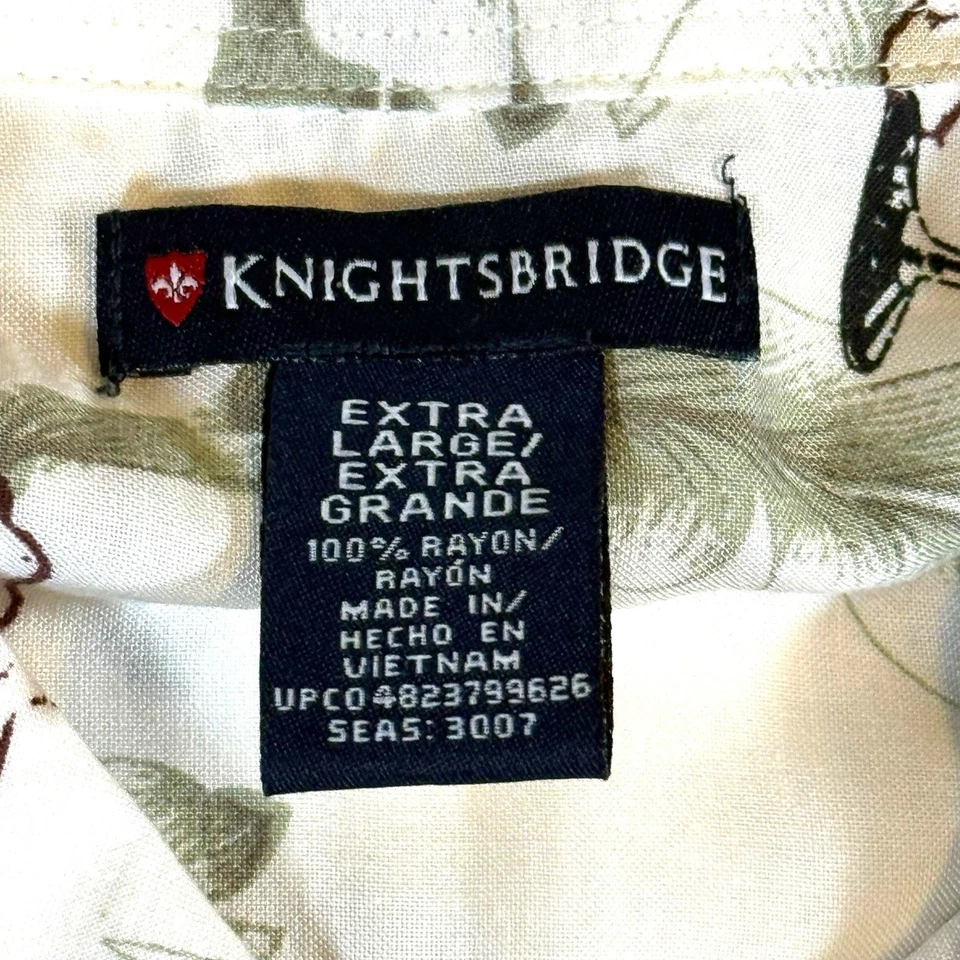 KNIGHTSBRIDGE
EXTRA
LARGE/
EXTRA
GRANDE
100% RAYON/
RAYÓN
MADE IN/
HECHO EN
VIETNAM
UPC04823799626
SEAS: 3007